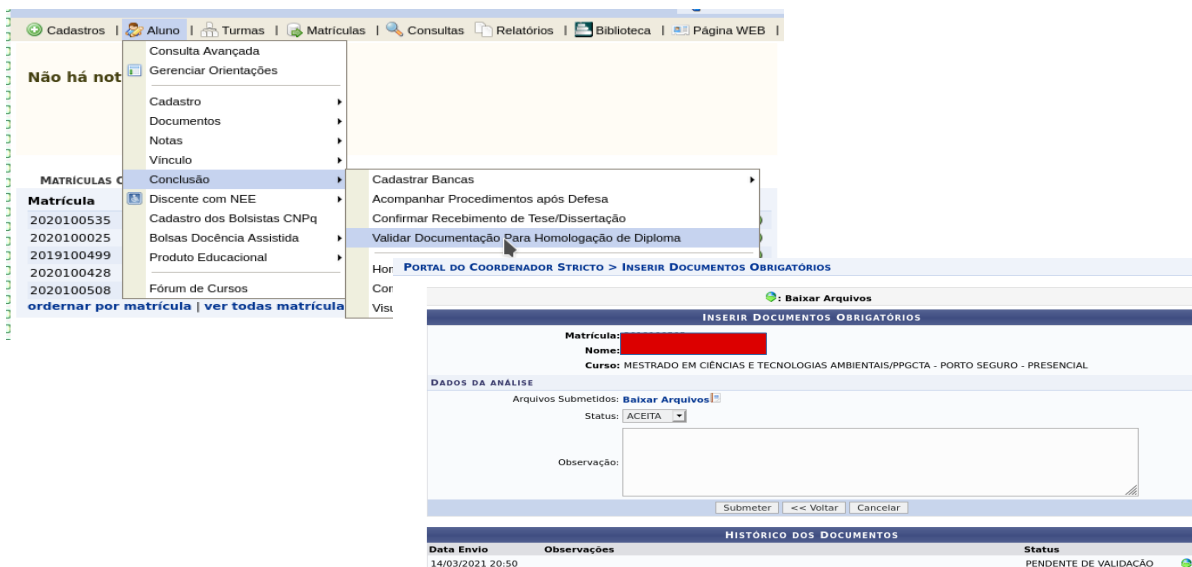 Cadastros | Aluno | Turmas | Matrículas | Consultas Relatórios | Biblioteca | Página WEB |
Não há not
Consulta Avançada
Gerenciar Orientações
Cadastro
Documentos
Notas
Vínculo
Conclusão
Discente com NEE
Cadastro dos Bolsistas CNPq
Bolsas Docência Assistida
Produto Educacional
Fórum de Cursos
Cadastrar Bancas
Acompanhar Procedimentos após Defesa
Confirmar Recebimento de Tese/Dissertação
Validar Documentação Para Homologação de Diploma
Hor
Cor
Visu
MATRÍCULAS C
Matrícula
2020100535
2020100025
2019100499
2020100428
2020100508
ordernar por matrícula | ver todas matrícula
PORTAL DO COORDENADOR STRICTO > INSERIR DOCUMENTOS OBRIGATÓRIOS
: Baixar Arquivos
INSERIR DOCUMENTOS OBRIGATÓRIOS
Matrícula:
Nome:
Curso: MESTRADO EM CIÊNCIAS E TECNOLOGIAS AMBIENTAIS/PPGCTA - PORTO SEGURO - PRESENCIAL
DADOS DA ANÁLISE
Arquivos Submetidos: Baixar Arquivos
Status: ACEITA
Observação:
Submeter << Voltar Cancelar
HISTÓRICO DOS DOCUMENTOS
Data Envio Observações Status
14/03/2021 20:50 PENDENTE DE VALIDAÇÃO